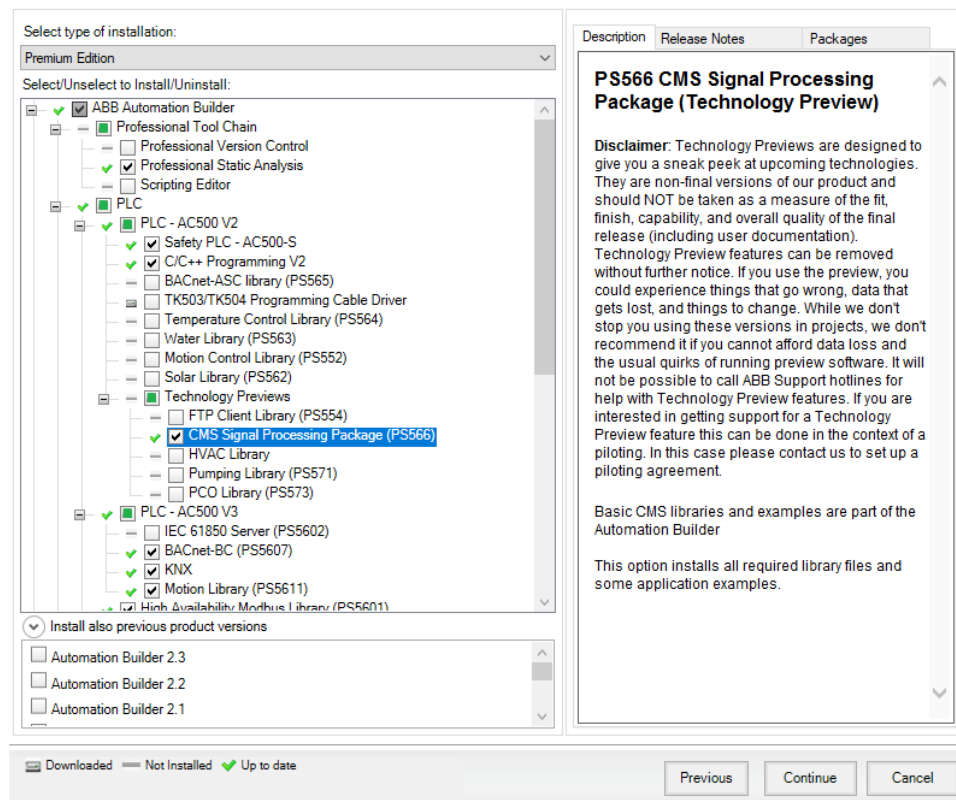 Select type of installation:
Premium Edition
Select/Unselect to Install/Uninstall:
ABB Automation Builder
Professional Tool Chain
Professional Version Control
Professional Static Analysis
Scripting Editor
PLC
PLC - AC500 V2
Safety PLC - AC500-S
C/C++ Programming V2
BACnet-ASC library (PS565)
TK503/TK504 Programming Cable Driver
Temperature Control Library (PS564)
Water Library (PS563)
Motion Control Library (PS552)
Solar Library (PS562)
Technology Previews
FTP Client Library (PS554)
CMS Signal Processing Package (PS566)
HVAC Library
Pumping Library (PS571)
PCO Library (PS573)
PLC - AC500 V3
IEC 61850 Server (PS5602)
BACnet-BC (PS5607)
KNX
Motion Library (PS5611)
High Availability Modbus Library (PS5601)
Install also previous product versions
Automation Builder 2.3
Automation Builder 2.2
Automation Builder 2.1
Description Release Notes Packages
PS566 CMS Signal Processing
Package (Technology Preview)
Disclaimer: Technology Previews are designed to
give you a sneak peek at upcoming technologies.
They are non-final versions of our product and
should NOT be taken as a measure of the fit,
finish, capability, and overall quality of the final
release (including user documentation).
Technology Preview features can be removed
without further notice. If you use the preview, you
could experience things that go wrong, data that
gets lost, and things to change. While we don't
stop you using these versions in projects, we don't
recommend it if you cannot afford data loss and
the usual quirks of running preview software. It will
not be possible to call ABB Support hotlines for
help with Technology Preview features. If you are
interested in getting support for a Technology
Preview feature this can be done in the context of a
piloting. In this case please contact us to set up a
piloting agreement.
Basic CMS libraries and examples are part of the
Automation Builder
This option installs all required library files and
some application examples.
Downloaded Not Installed Up to date
Previous Continue Cancel